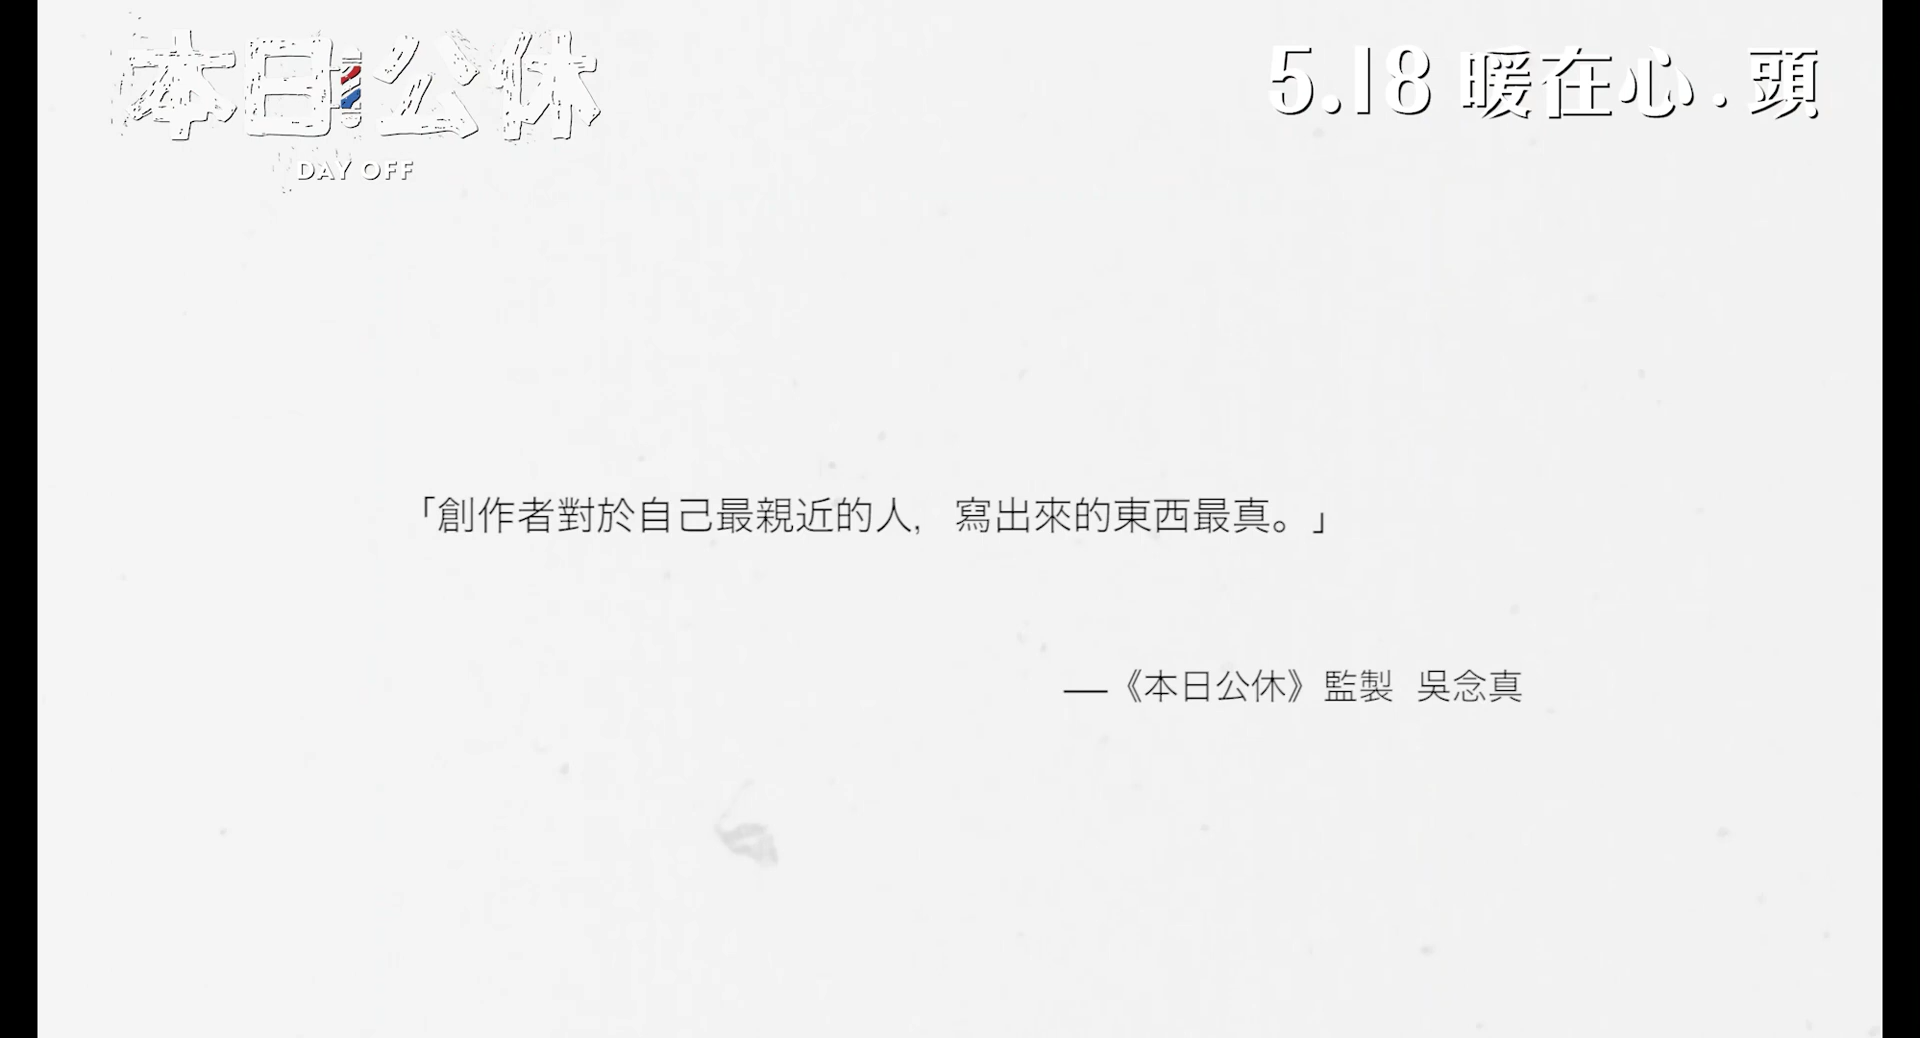 本日公休
DAY OFF
5.18 暖在心.頭
「創作者對於自己最親近的人, 寫出來的東西最真。」
—《本日公休》監製 吳念真